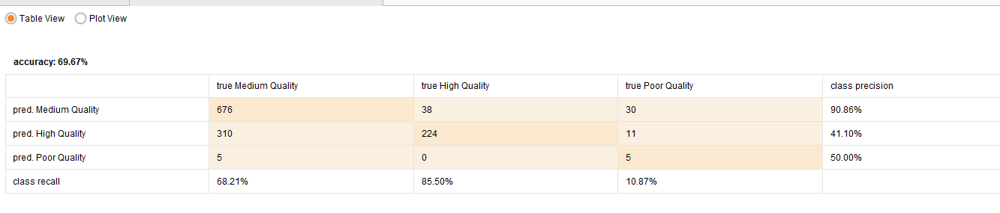 Table View Plot View
accuracy: 69.67%
true Medium Quality true High Quality true Poor Quality class precision
pred. Medium Quality 676 38 30 90.86%
pred. High Quality 310 224 11 41.10%
pred. Poor Quality 5 0 5 50.00%
class recall 68.21% 85.50% 10.87%